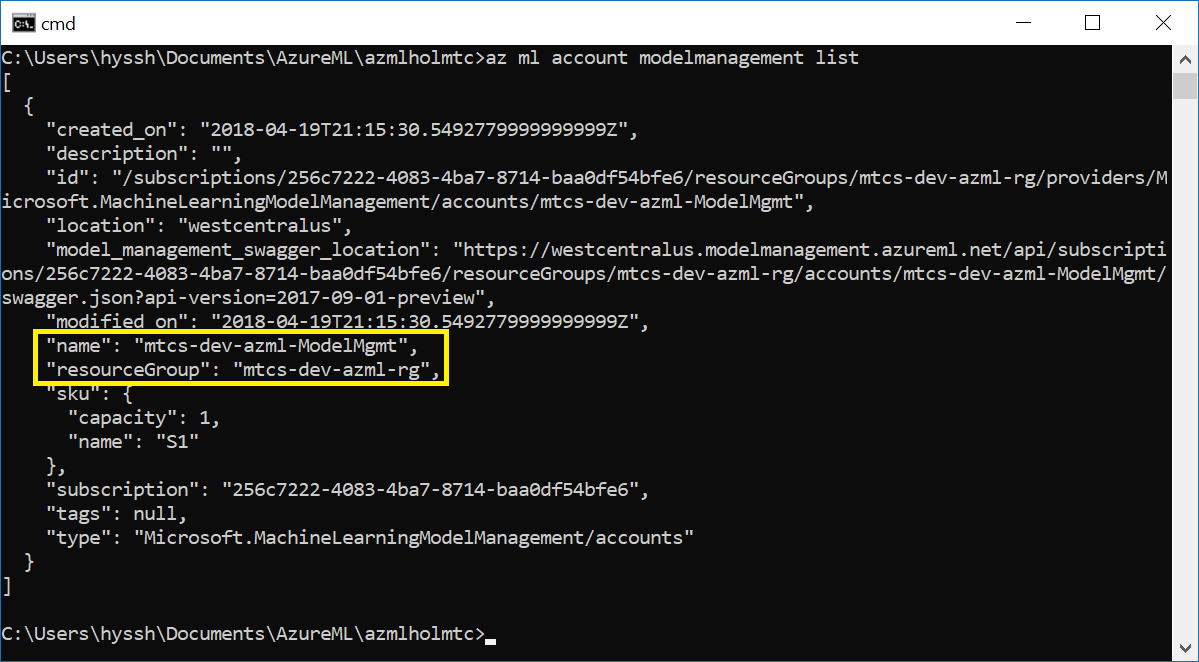 cmd
C:\Users\hyssh\Documents\AzureML\azmlholmtc>az ml account modelmanagement list
[
  {
    "created_on": "2018-04-19T21:15:30.5492779999999999Z",
    "description": "",
    "id": "/subscriptions/256c7222-4083-4ba7-8714-baa0df54bfe6/resourceGroups/mtcs-dev-azml-rg/providers/M
icrosoft.MachineLearningModelManagement/accounts/mtcs-dev-azml-ModelMgmt",
    "location": "westcentralus",
    "model_management_swagger_location": "https://westcentralus.modelmanagement.azureml.net/api/subscripti
ons/256c7222-4083-4ba7-8714-baa0df54bfe6/resourceGroups/mtcs-dev-azml-rg/accounts/mtcs-dev-azml-ModelMgmt/
swagger.json?api-version=2017-09-01-preview",
    "modified_on": "2018-04-19T21:15:30.5492779999999999Z",
    "name": "mtcs-dev-azml-ModelMgmt",
    "resourceGroup": "mtcs-dev-azml-rg",
    "sku": {
      "capacity": 1,
      "name": "S1"
    },
    "subscription": "256c7222-4083-4ba7-8714-baa0df54bfe6",
    "tags": null,
    "type": "Microsoft.MachineLearningModelManagement/accounts"
  }
]
C:\Users\hyssh\Documents\AzureML\azmlholmtc>